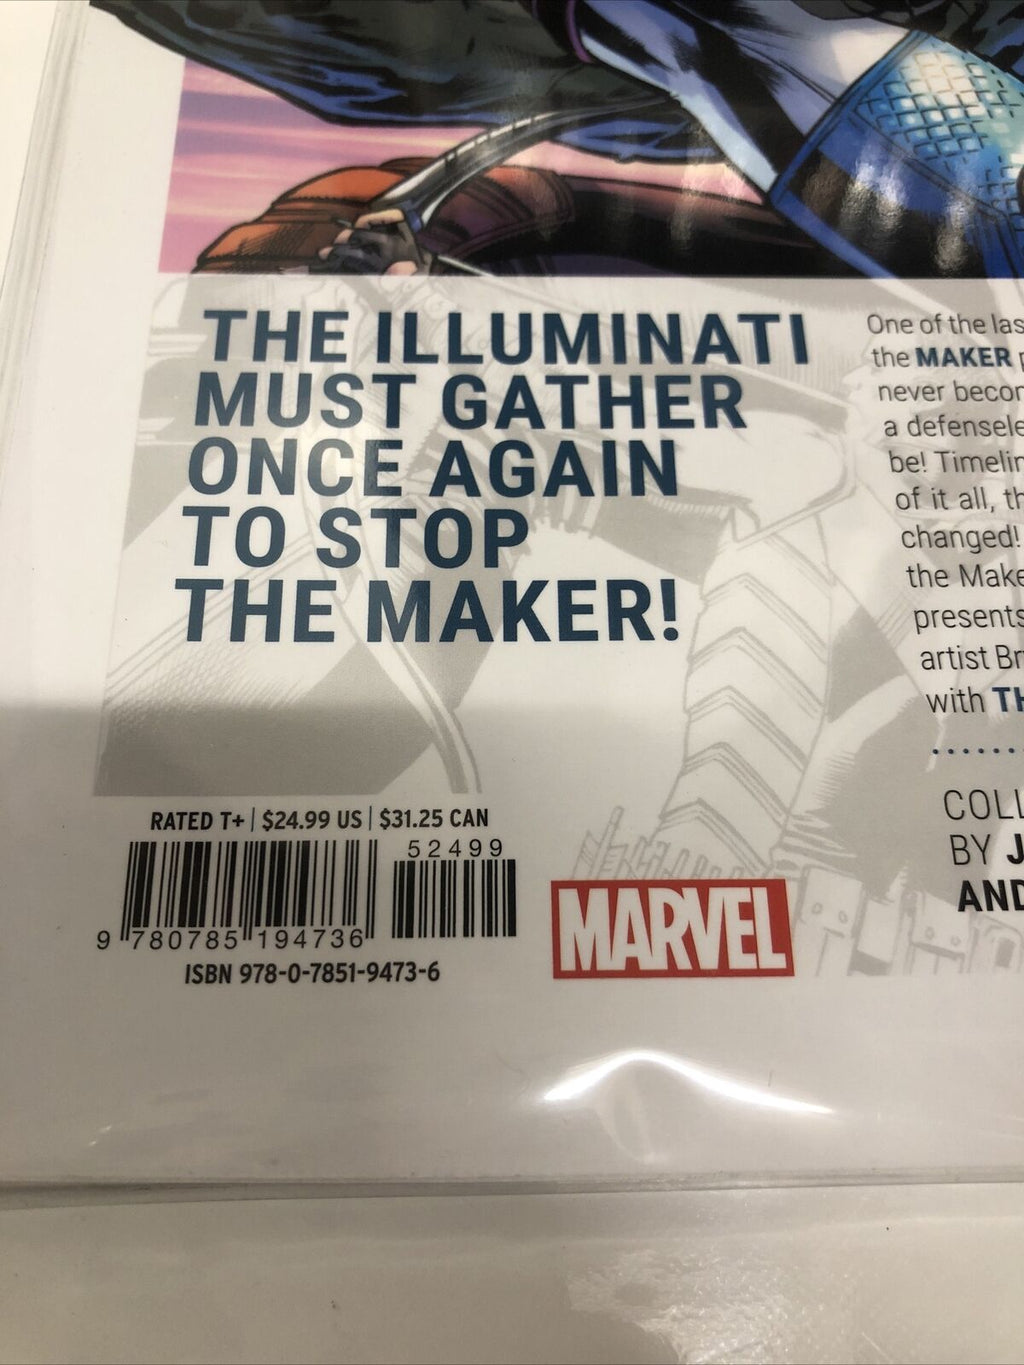 THE ILLUMINATI
MUST GATHER
ONCE AGAIN
TO STOP
THE MAKER!
One of the las
the MAKER
never becor
a defensele
be! Timelin
of it all, th
changed!
the Make
presents
artist Br
with TH
COLL
BY J
AND
RATED T+ | $24.99 US | $31.25 CAN
52499
9 780785 194736
ISBN 978-0-7851-9473-6
MARVEL